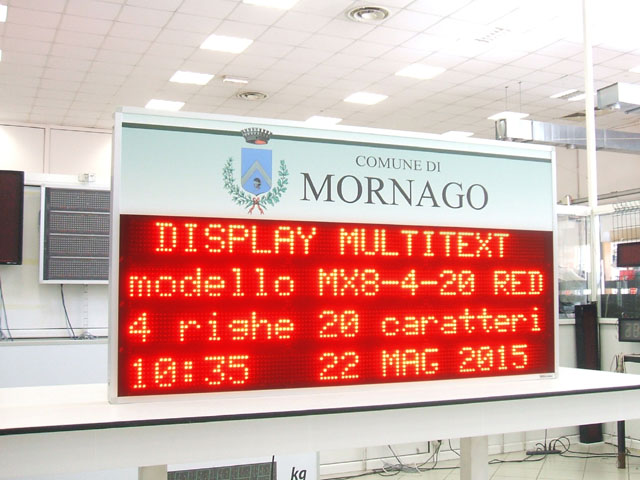 COMUNE DI
MORNAGO
DISPLAY MULTITEXT
modello MX8-4-20 RED
4 righe 20 caratteri
10:35 22 MAG 2015
kg